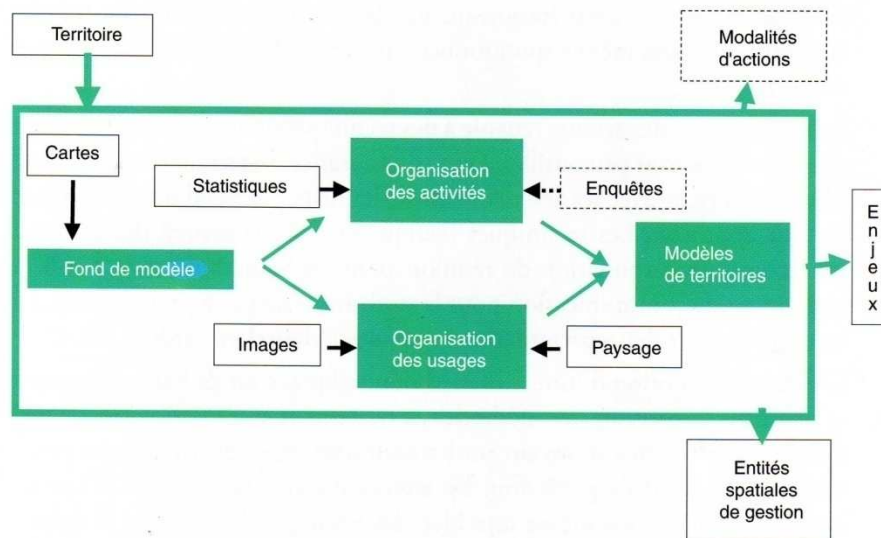 Territoire
Modalités
d'actions
Cartes
Statistiques
Organisation
des activités
Enquêtes
Fond de modèle
Modèles
de territoires
Enjeux
Images
Organisation
des usages
Paysage
Entités
spatiales
de gestion